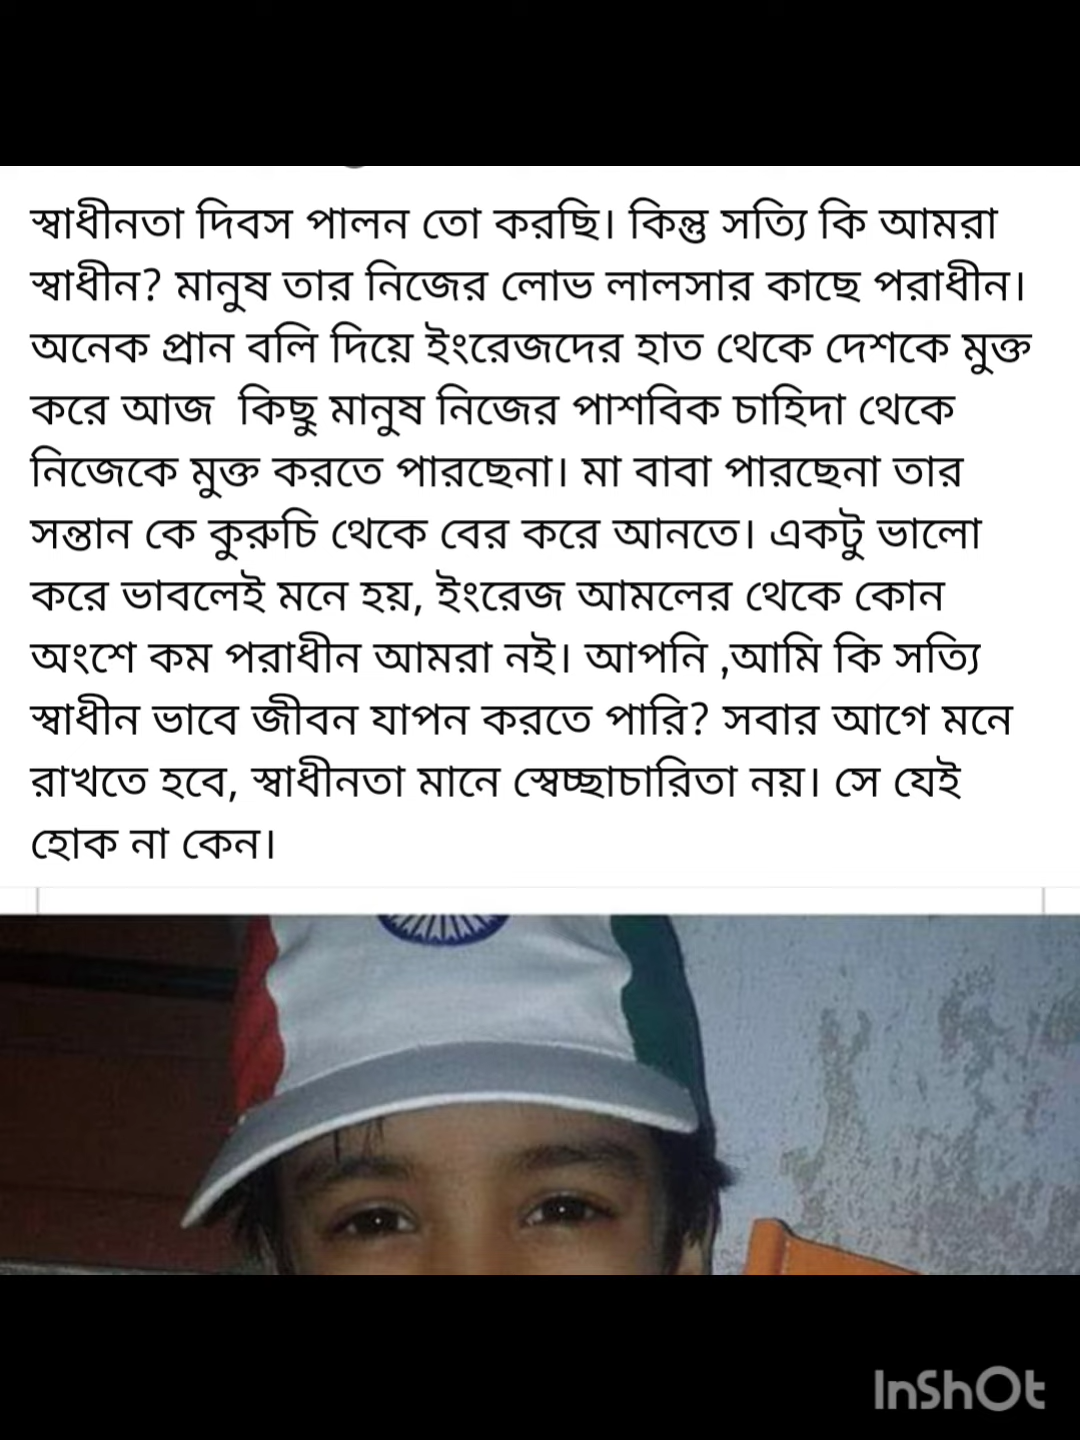 স্বাধীনতা দিবস পালন তো করছি। কিন্তু সত্যি কি আমরা
স্বাধীন? মানুষ তার নিজের লোভ লালসার কাছে পরাধীন।
অনেক প্রান বলি দিয়ে ইংরেজদের হাত থেকে দেশকে মুক্ত
করে আজ  কিছু মানুষ নিজের পাশবিক চাহিদা থেকে
নিজেকে মুক্ত করতে পারছেনা। মা বাবা পারছেনা তার
সন্তান কে কুরুচি থেকে বের করে আনতে। একটু ভালো
করে ভাবলেই মনে হয়, ইংরেজ আমলের থেকে কোন
অংশে কম পরাধীন আমরা নই। আপনি ,আমি কি সত্যি
স্বাধীন ভাবে জীবন যাপন করতে পারি? সবার আগে মনে
রাখতে হবে, স্বাধীনতা মানে স্বেচ্ছাচারিতা নয়। সে যেই
হোক না কেন।
InShOt